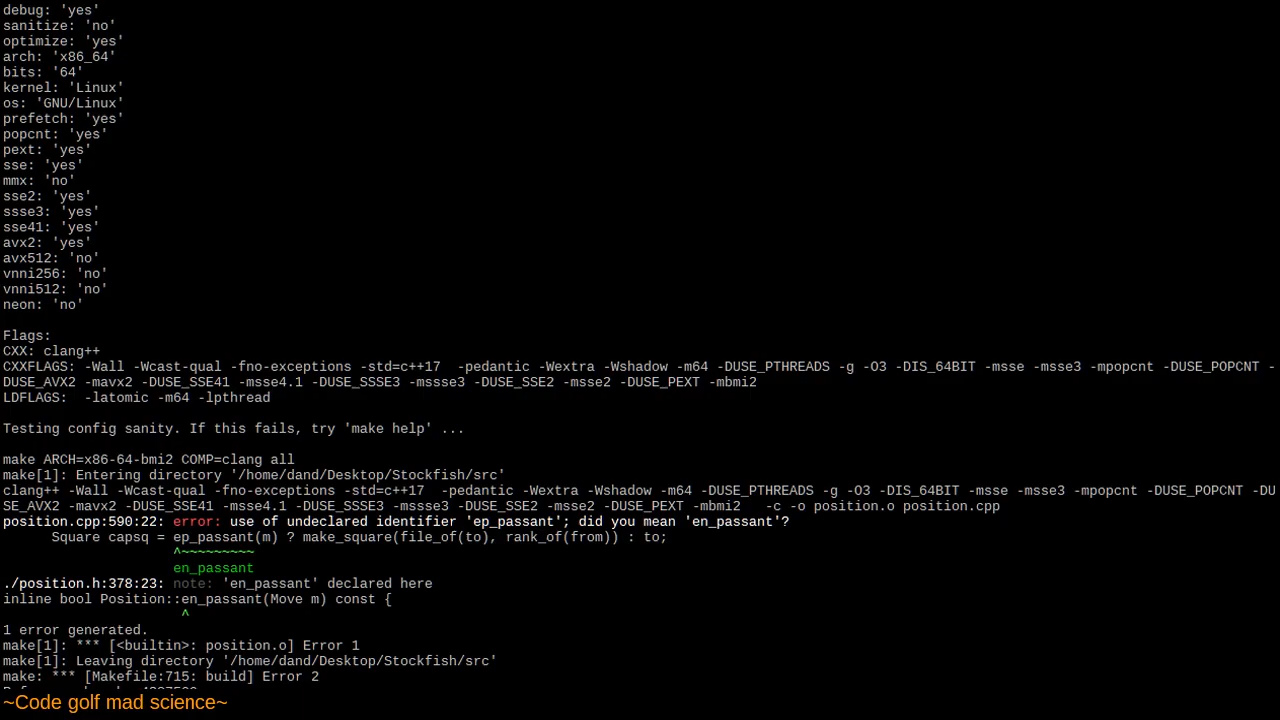 debug: 'yes'
sanitize: 'no'
optimize: 'yes'
arch: 'x86_64'
bits: '64'
kernel: 'Linux'
os: 'GNU/Linux'
prefetch: 'yes'
popcnt: 'yes'
pext: 'yes'
sse: 'yes'
mmx: 'no'
sse2: 'yes'
ssse3: 'yes'
sse41: 'yes'
avx2: 'yes'
avx512: 'no'
vnni256: 'no'
vnni512: 'no'
neon: 'no'
Flags:
CXX: clang++
CXXFLAGS: -Wall -Wcast-qual -fno-exceptions -std=c++17  -pedantic -Wextra -Wshadow -m64 -DUSE_PTHREADS -g -O3 -DIS_64BIT -msse -msse3 -mpopcnt -DUSE_POPCNT -
DUSE_AVX2 -mavx2 -DUSE_SSE41 -msse4.1 -DUSE_SSSE3 -mssse3 -DUSE_SSE2 -msse2 -DUSE_PEXT -mbmi2
LDFLAGS:  -latomic -m64 -lpthread
Testing config sanity. If this fails, try 'make help' ...
make ARCH=x86-64-bmi2 COMP=clang all
make[1]: Entering directory '/home/dand/Desktop/Stockfish/src'
clang++ -Wall -Wcast-qual -fno-exceptions -std=c++17  -pedantic -Wextra -Wshadow -m64 -DUSE_PTHREADS -g -O3 -DIS_64BIT -msse -msse3 -mpopcnt -DUSE_POPCNT -DU
SE_AVX2 -mavx2 -DUSE_SSE41 -msse4.1 -DUSE_SSSE3 -mssse3 -DUSE_SSE2 -msse2 -DUSE_PEXT -mbmi2   -c -o position.o position.cpp
position.cpp:590:22: error: use of undeclared identifier 'ep_passant'; did you mean 'en_passant'?
      Square capsq = ep_passant(m) ? make_square(file_of(to), rank_of(from)) : to;
                     ^~~~~~~~~~
                     en_passant
./position.h:378:23: note: 'en_passant' declared here
inline bool Position::en_passant(Move m) const {
                      ^
1 error generated.
make[1]: *** [<builtin>: position.o] Error 1
make[1]: Leaving directory '/home/dand/Desktop/Stockfish/src'
make: *** [Makefile:715: build] Error 2
~Code golf mad science~